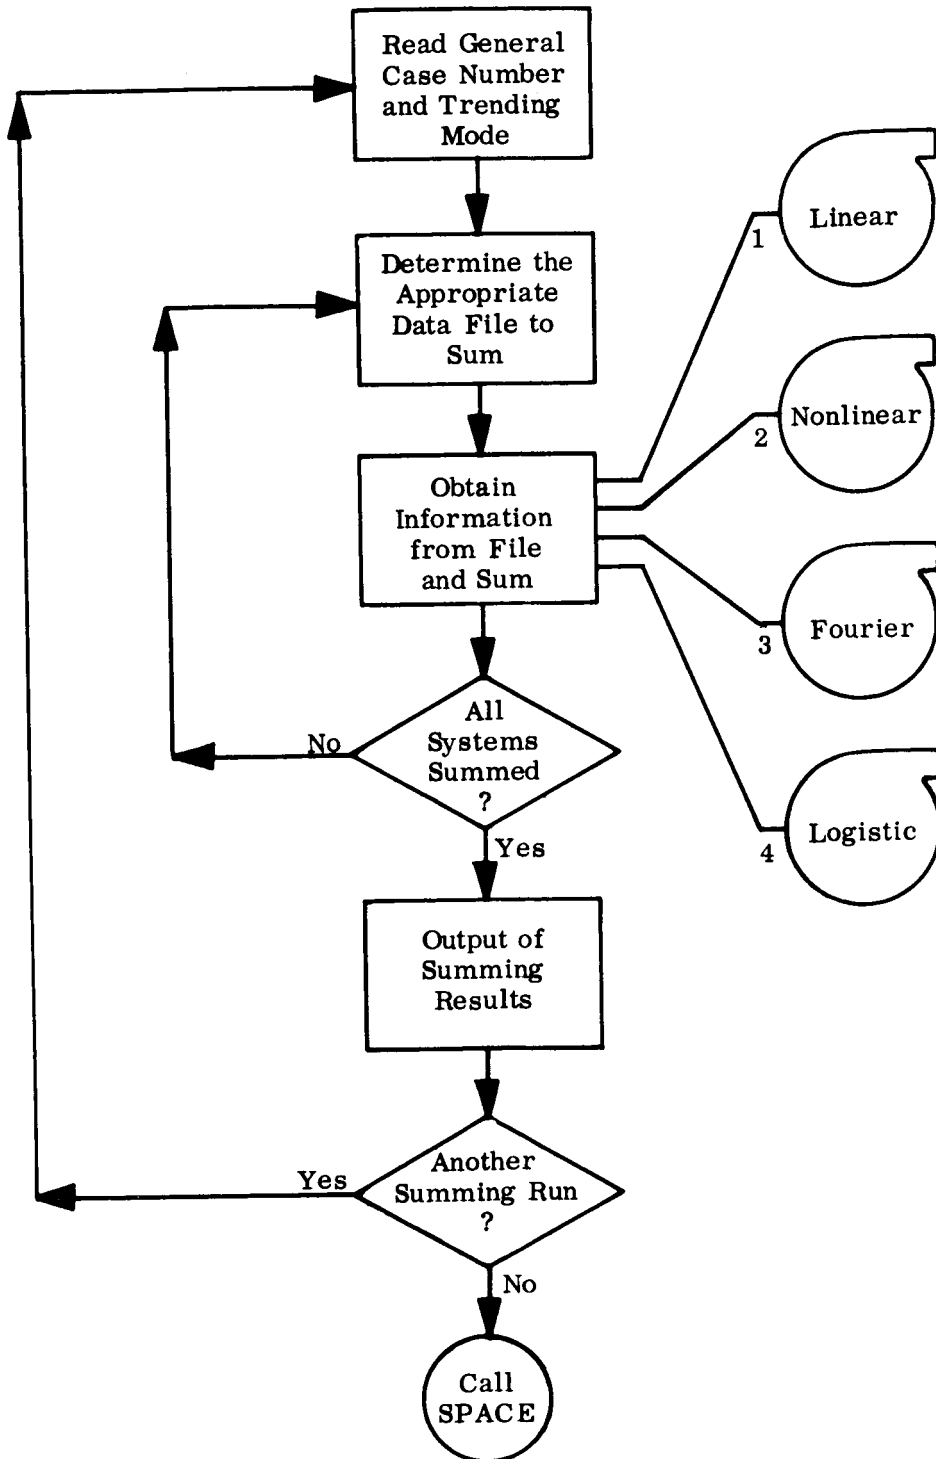 Read General
Case Number
and Trending
Mode
Linear
1
Determine the
Appropriate
Data File to
Sum
Nonlinear
2
Obtain
Information
from File
and Sum
Fourier
3
All
Systems
Summed
?
No
Yes
Logistic
4
Output of
Summing
Results
Another
Summing Run
?
Yes
No
Call
SPACE